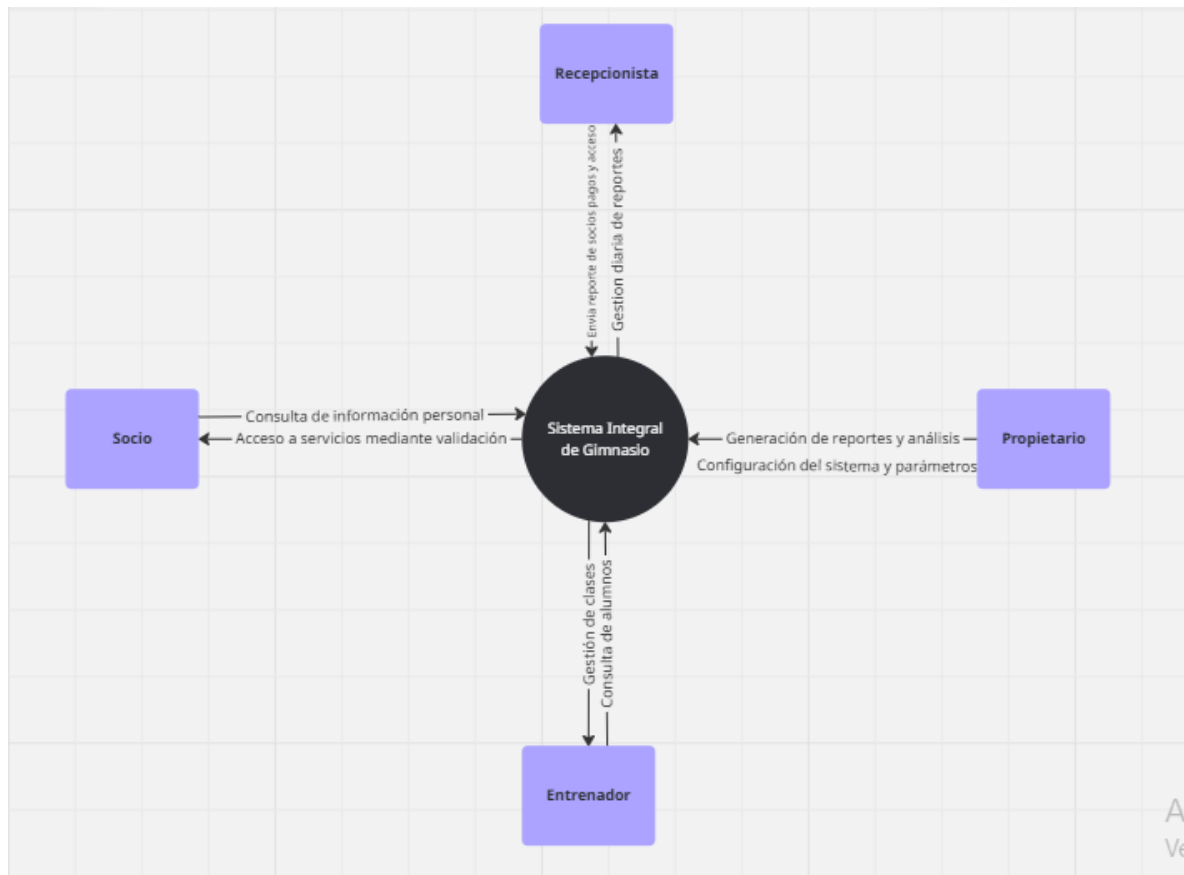 Recepcionista
Envia reporte de socios pagos y acceso
Gestion diaria de reportes
Socio
Consulta de información personal
Acceso a servicios mediante validación
Sistema Integral
de Gimnasio
Generación de reportes y análisis
Configuración del sistema y parámetros
Propietario
Gestión de clases
Consulta de alumnos
Entrenador